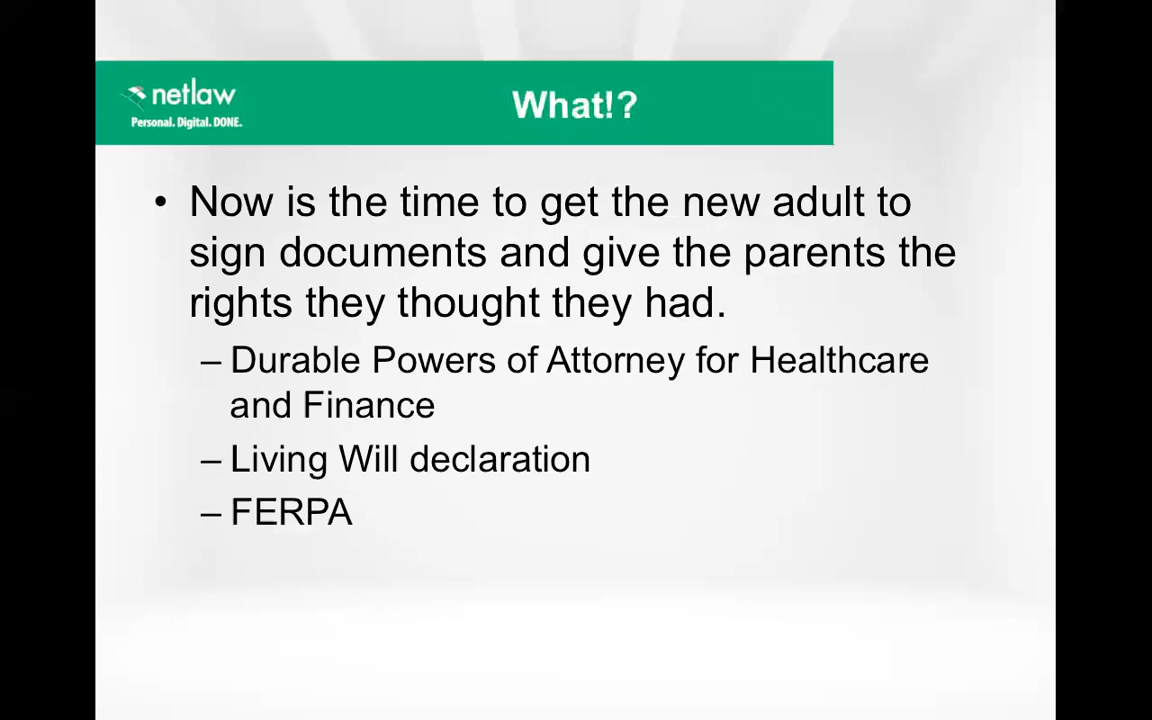 netlaw
Personal. Digital. DONE.
What!?
• Now is the time to get the new adult to
sign documents and give the parents the
rights they thought they had.
– Durable Powers of Attorney for Healthcare
and Finance
– Living Will declaration
– FERPA